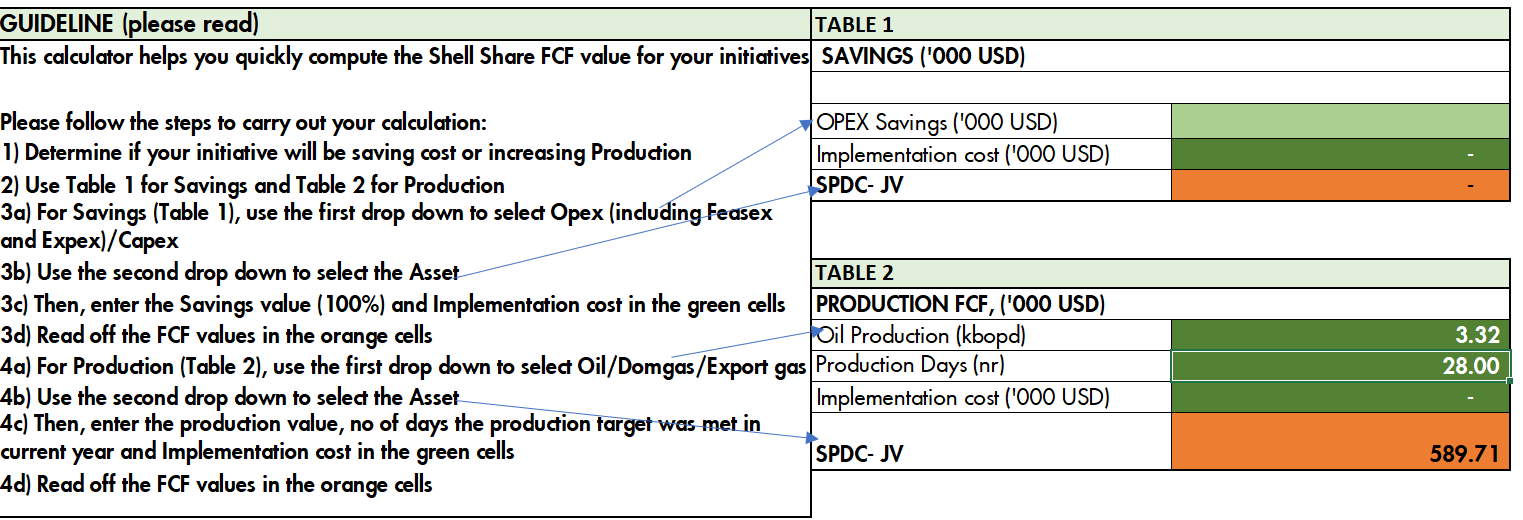 GUIDELINE (please read)
This calculator helps you quickly compute the Shell Share FCF value for your initiatives
Please follow the steps to carry out your calculation:
1) Determine if your initiative will be saving cost or increasing Production
2) Use Table 1 for Savings and Table 2 for Production
3a) For Savings (Table 1), use the first drop down to select Opex (including Feasex
and Expex)/Capex
3b) Use the second drop down to select the Asset
3c) Then, enter the Savings value (100%) and Implementation cost in the green cells
3d) Read off the FCF values in the orange cells
4a) For Production (Table 2), use the first drop down to select Oil/Domgas/Export gas
4b) Use the second drop down to select the Asset
4c) Then, enter the production value, no of days the production target was met in
current year and Implementation cost in the green cells
4d) Read off the FCF values in the orange cells
TABLE 1
SAVINGS ('000 USD)
OPEX Savings ('000 USD)
Implementation cost ('000 USD) -
SPDC- JV -
TABLE 2
PRODUCTION FCF, ('000 USD)
Oil Production (kbopd) 3.32
Production Days (nr) 28.00
Implementation cost ('000 USD) -
SPDC- JV 589.71